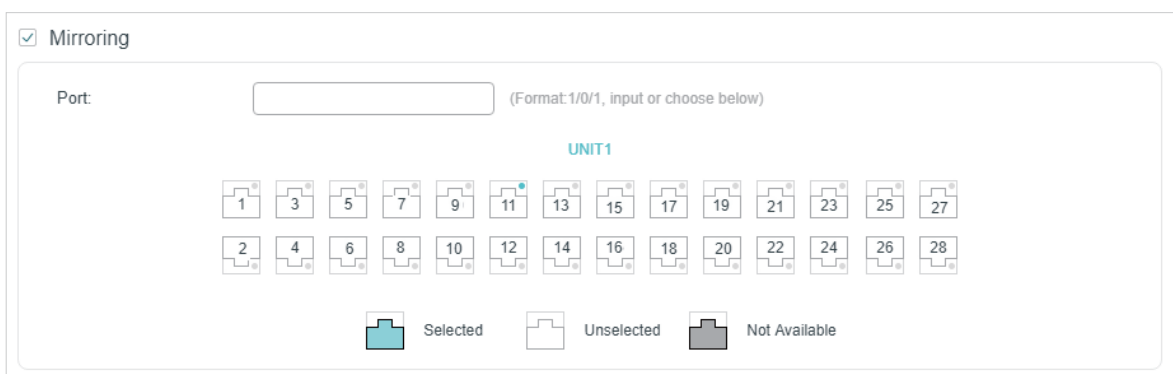 Mirroring
Port: (Format:1/0/1, input or choose below)
UNIT1
1 3 5 7 9 11 13 15 17 19 21 23 25 27
2 4 6 8 10 12 14 16 18 20 22 24 26 28
Selected Unselected Not Available